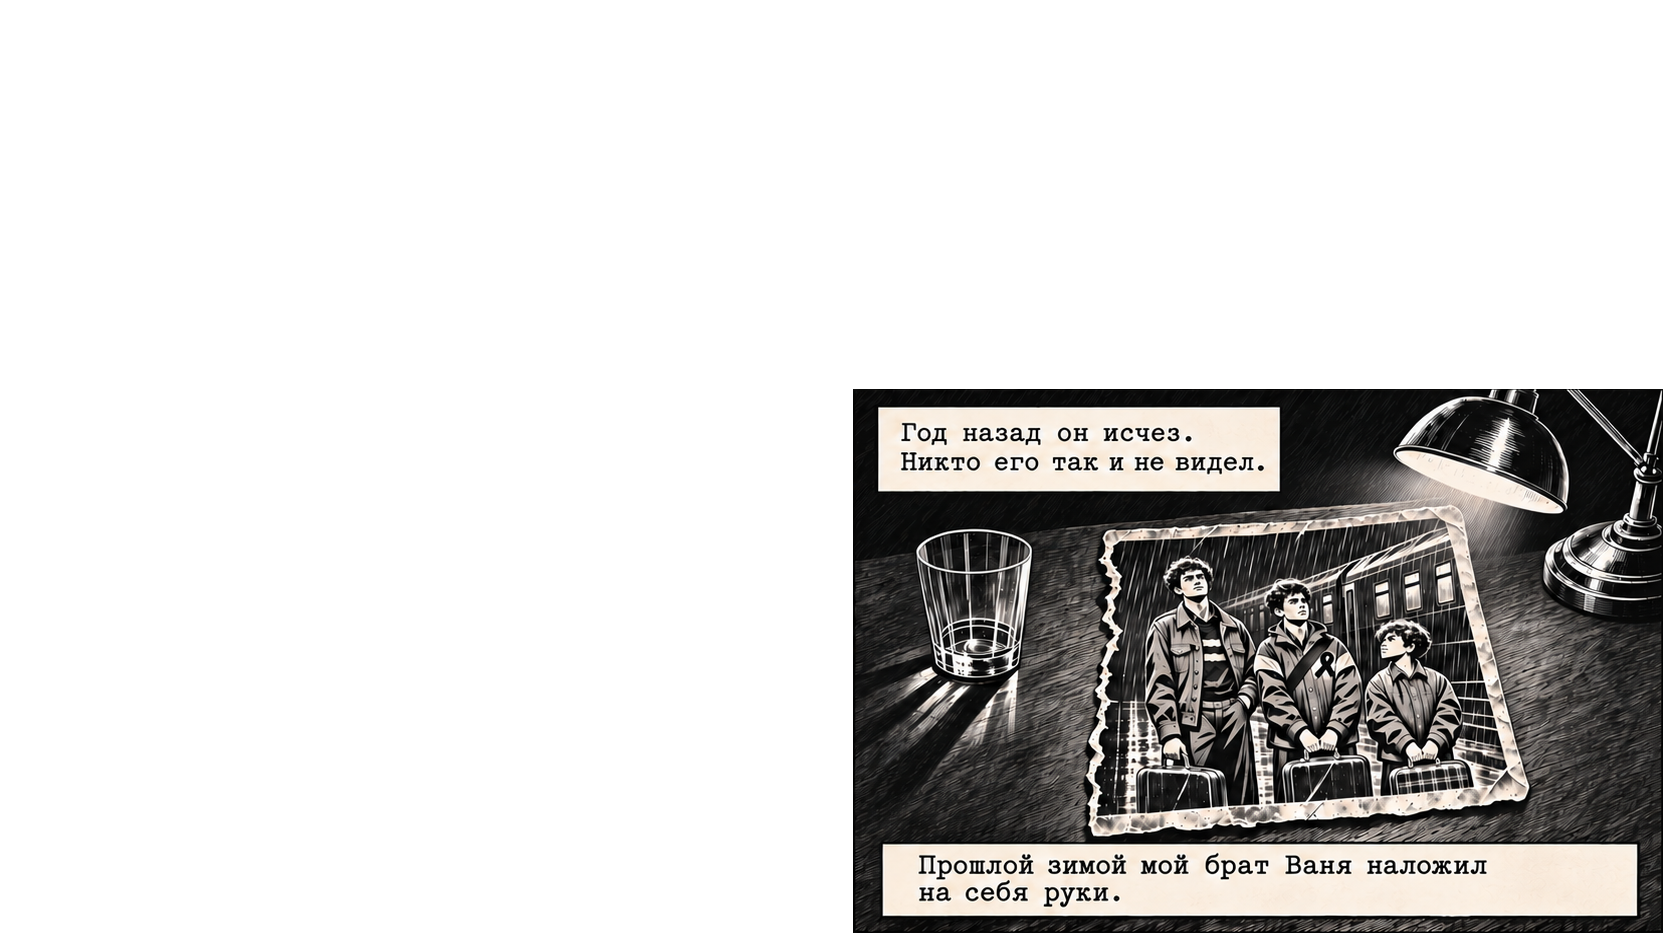 Год назад он исчез.
Никто его так и не видел.
Прошлой зимой мой брат Ваня наложил
на себя руки.